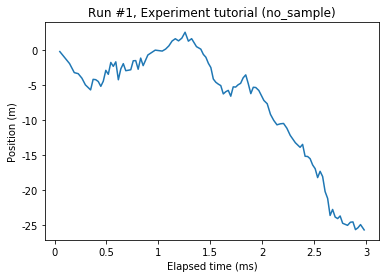 Run #1, Experiment tutorial (no_sample)
Position (m)
0
-5
-10
-15
-20
-25
0 0.5 1 1.5 2 2.5 3
Elapsed time (ms)